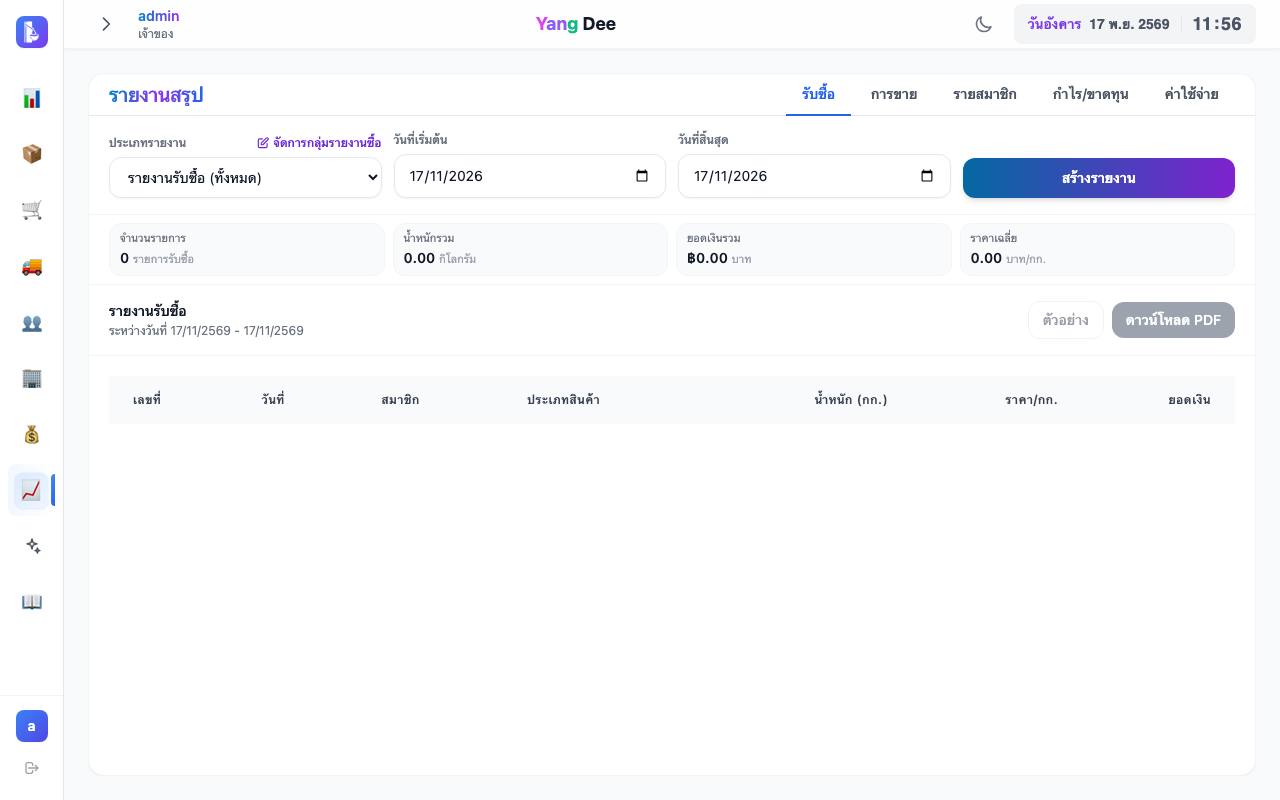 admin
เจ้าของ
Yang Dee
วันอังคาร 17 พ.ย. 2569 11:56
รายงานสรุป
รับซื้อ
การขาย
รายสมาชิก
กำไร/ขาดทุน
ค่าใช้จ่าย
ประเภทรายงาน
จัดการกลุ่มรายงานซื้อ
วันที่เริ่มต้น
วันที่สิ้นสุด
รายงานรับซื้อ (ทั้งหมด)
17/11/2026
17/11/2026
สร้างรายงาน
จำนวนรายการ
0 รายการรับซื้อ
น้ำหนักรวม
0.00 กิโลกรัม
ยอดเงินรวม
฿0.00 บาท
ราคาเฉลี่ย
0.00 บาท/กก.
รายงานรับซื้อ
ระหว่างวันที่ 17/11/2569 - 17/11/2569
ตัวอย่าง
ดาวน์โหลด PDF
เลขที่
วันที่
สมาชิก
ประเภทสินค้า
น้ำหนัก (กก.)
ราคา/กก.
ยอดเงิน
a